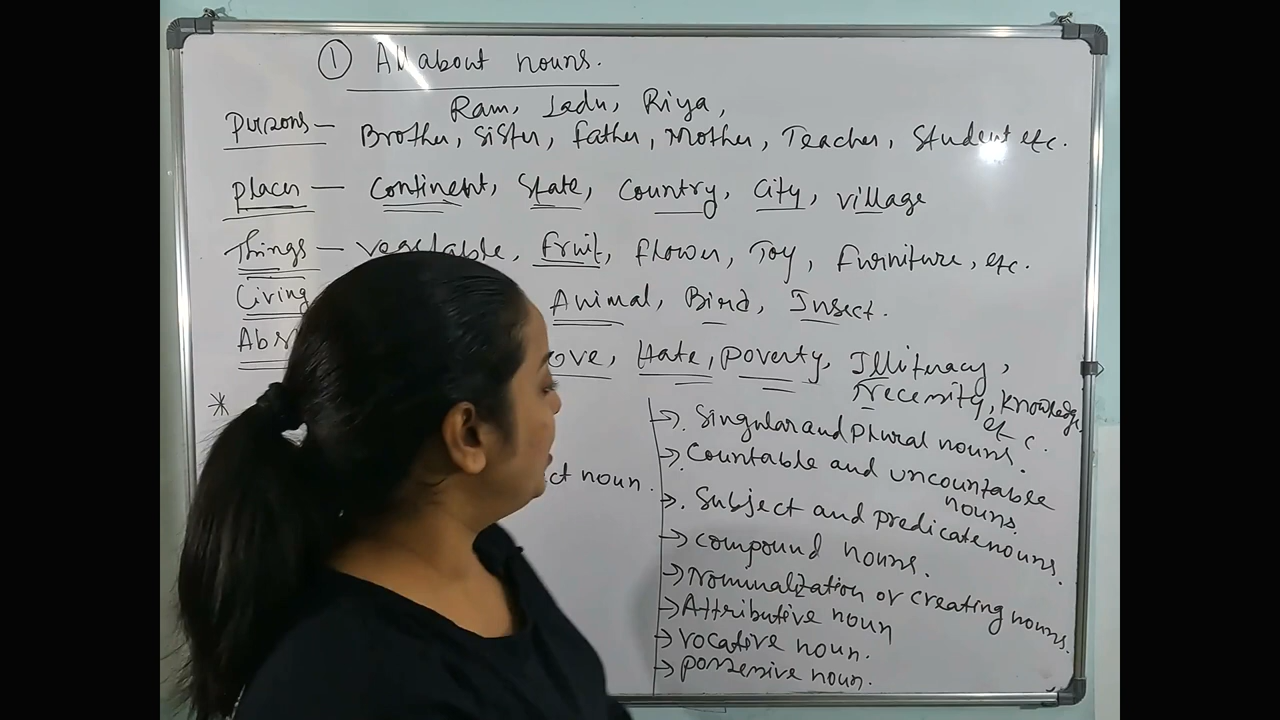 ① All about nouns.
Ram, Ladu, Riya,
Persons — Brother, Sister, Father, Mother, Teacher, Student etc.
Places — Continent, State, Country, City, village
Things — vegetable, fruit, flower, Toy, Furniture, etc.
Living Animal, Bird, Insect.
Abs ove, Hate, poverty, Illiteracy,
Necessity, knowledge
etc.
*
→. Singular and plural nouns.
→. Countable and uncountable
nouns.
ct noun.
→. Subject and predicate nouns.
→ compound nouns.
→ Nominalization or creating nouns.
→ Attributive noun
→ vocative noun.
→ possessive noun.